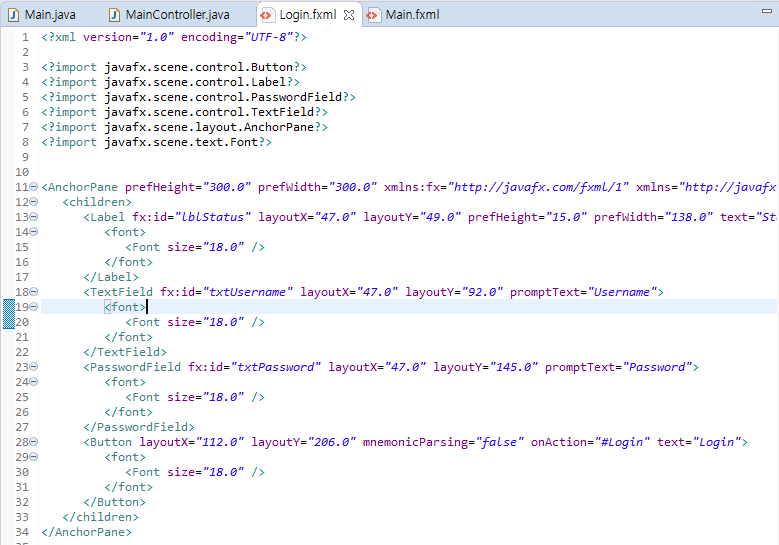 Main.java MainController.java Login.fxml Main.fxml
1 <?xml version="1.0" encoding="UTF-8"?>
2
3 <?import javafx.scene.control.Button?>
4 <?import javafx.scene.control.Label?>
5 <?import javafx.scene.control.PasswordField?>
6 <?import javafx.scene.control.TextField?>
7 <?import javafx.scene.layout.AnchorPane?>
8 <?import javafx.scene.text.Font?>
9
10
11 <AnchorPane prefHeight="300.0" prefWidth="300.0" xmlns:fx="http://javafx.com/fxml/1" xmlns="http://javafx
12 <children>
13 <Label fx:id="lblStatus" layoutX="47.0" layoutY="49.0" prefHeight="15.0" prefWidth="138.0" text="St
14 <font>
15 <Font size="18.0" />
16 </font>
17 </Label>
18 <TextField fx:id="txtUsername" layoutX="47.0" layoutY="92.0" promptText="Username">
19 <font>
20 <Font size="18.0" />
21 </font>
22 </TextField>
23 <PasswordField fx:id="txtPassword" layoutX="47.0" layoutY="145.0" promptText="Password">
24 <font>
25 <Font size="18.0" />
26 </font>
27 </PasswordField>
28 <Button layoutX="112.0" layoutY="206.0" mnemonicParsing="false" onAction="#Login" text="Login">
29 <font>
30 <Font size="18.0" />
31 </font>
32 </Button>
33 </children>
34 </AnchorPane>